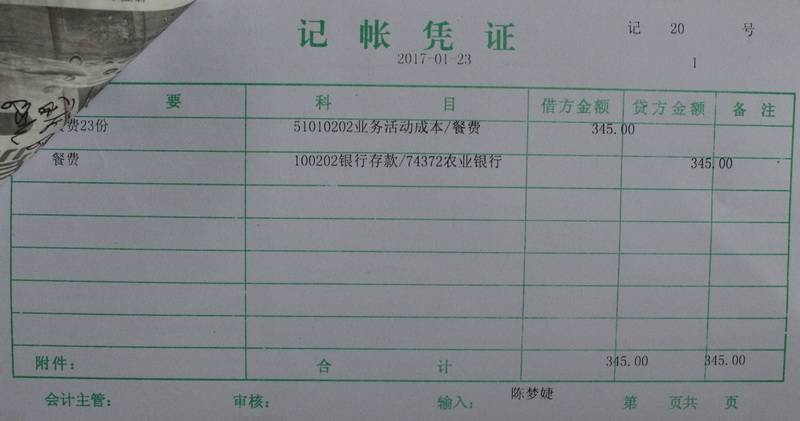 记帐凭证
记 20 号
2017-01-23
1
要 科目 借方金额 贷方金额 备注
费23份 51010202业务活动成本/餐费 345.00
餐费 100202银行存款/74372农业银行 345.00
附件： 合计 345.00 345.00
会计主管： 审核： 输入： 陈梦婕 第 页共 页